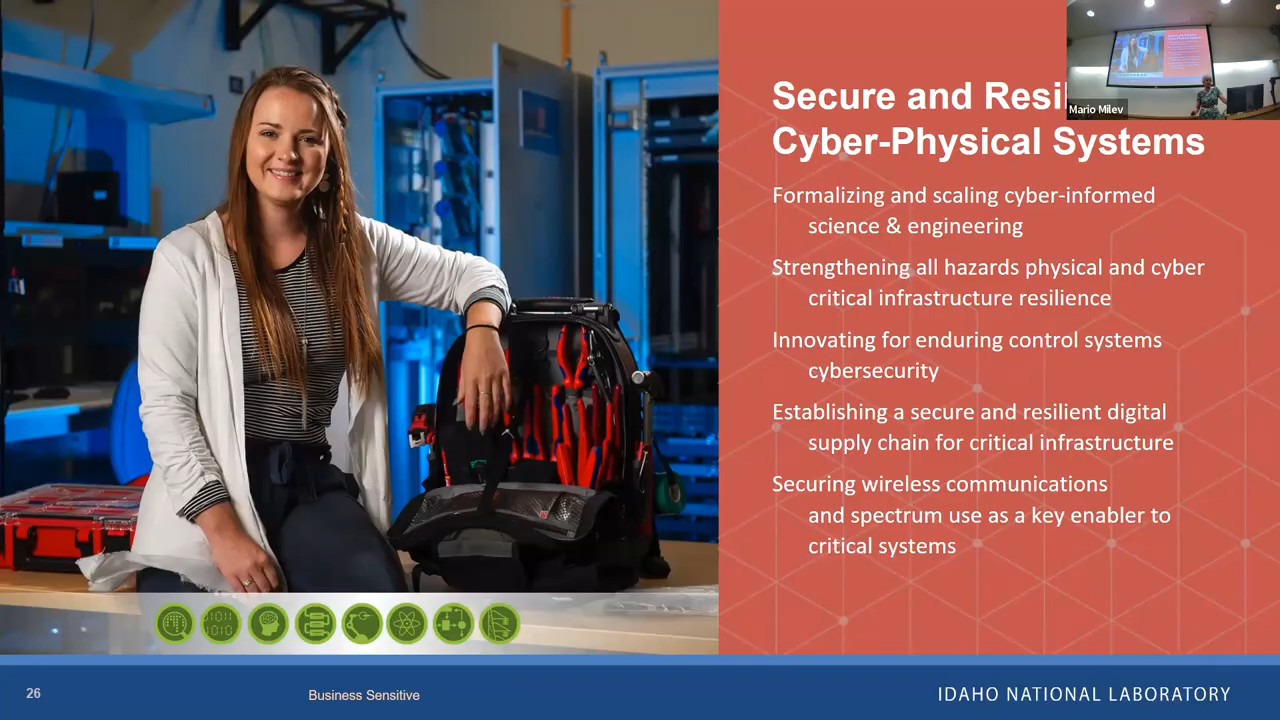 Secure and Resi
Cyber-Physical Systems
Mario Milev
Formalizing and scaling cyber-informed
science & engineering
Strengthening all hazards physical and cyber
critical infrastructure resilience
Innovating for enduring control systems
cybersecurity
Establishing a secure and resilient digital
supply chain for critical infrastructure
Securing wireless communications
and spectrum use as a key enabler to
critical systems
1011
1010
26
Business Sensitive
IDAHO NATIONAL LABORATORY